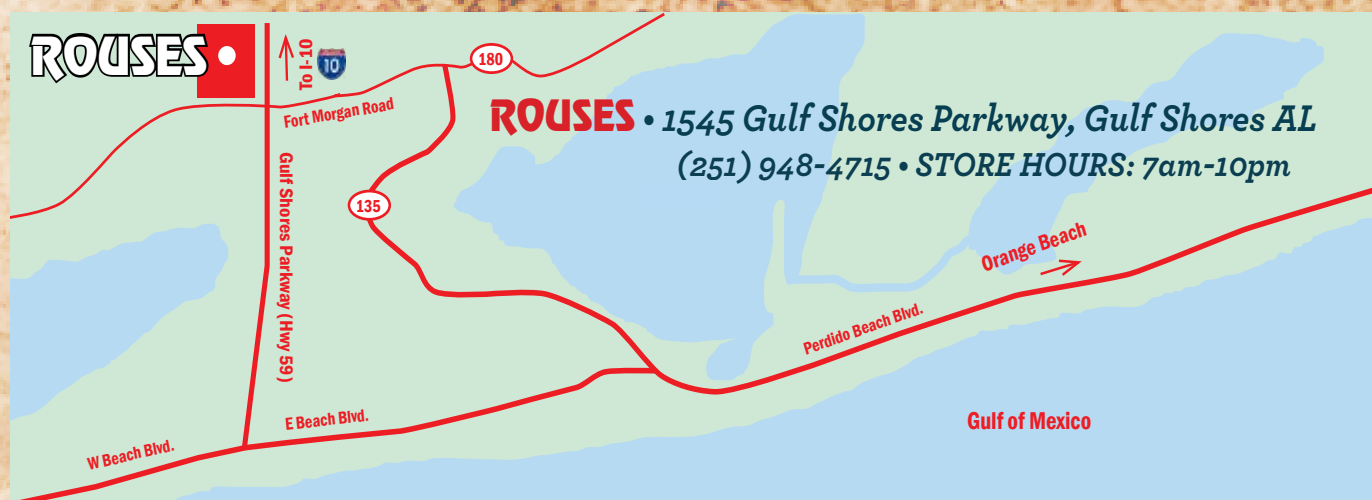 ROUSES
To I-10
10
180
Fort Morgan Road
ROUSES • 1545 Gulf Shores Parkway, Gulf Shores AL
(251) 948-4715 • STORE HOURS: 7am-10pm
Gulf Shores Parkway (Hwy 59)
135
Orange Beach
Perdido Beach Blvd.
E Beach Blvd.
W Beach Blvd.
Gulf of Mexico